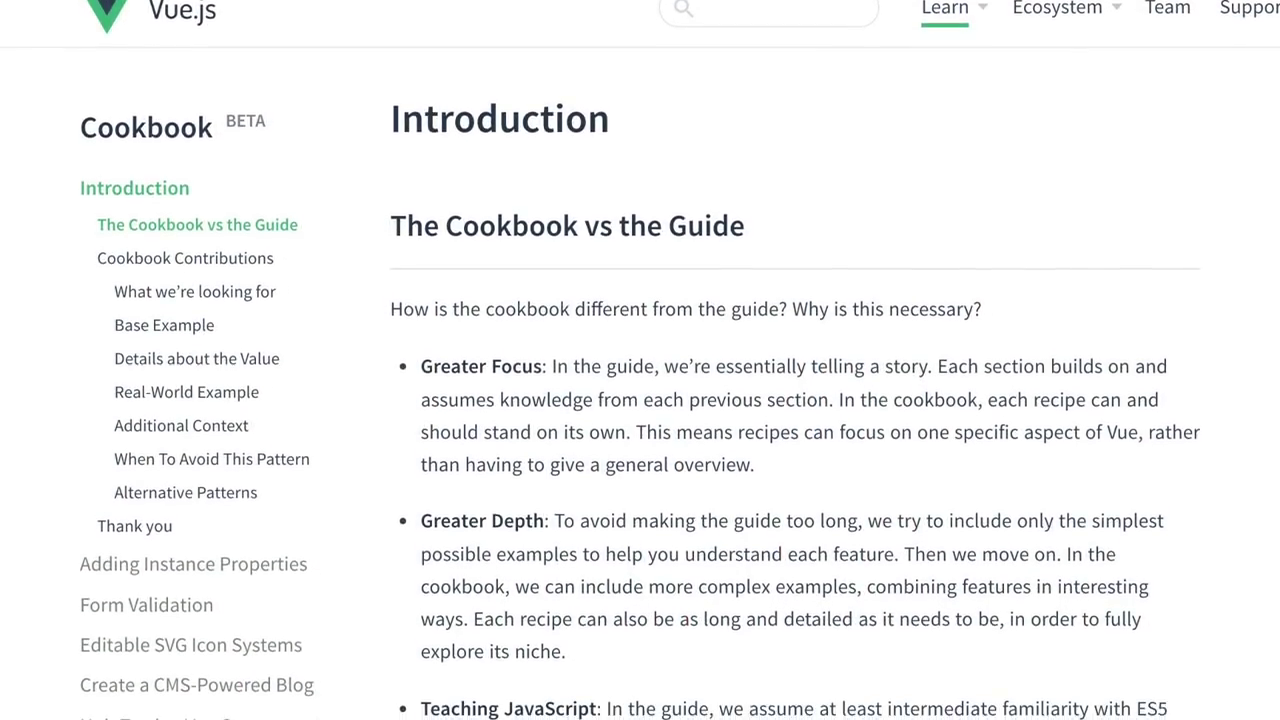 Vue.js
Learn Ecosystem Team Suppor
Cookbook BETA
Introduction
The Cookbook vs the Guide
Cookbook Contributions
What we’re looking for
Base Example
Details about the Value
Real-World Example
Additional Context
When To Avoid This Pattern
Alternative Patterns
Thank you
Adding Instance Properties
Form Validation
Editable SVG Icon Systems
Create a CMS-Powered Blog
Introduction
The Cookbook vs the Guide
How is the cookbook different from the guide? Why is this necessary?
• Greater Focus: In the guide, we’re essentially telling a story. Each section builds on and
assumes knowledge from each previous section. In the cookbook, each recipe can and
should stand on its own. This means recipes can focus on one specific aspect of Vue, rather
than having to give a general overview.
• Greater Depth: To avoid making the guide too long, we try to include only the simplest
possible examples to help you understand each feature. Then we move on. In the
cookbook, we can include more complex examples, combining features in interesting
ways. Each recipe can also be as long and detailed as it needs to be, in order to fully
explore its niche.
• Teaching JavaScript: In the guide, we assume at least intermediate familiarity with ES5